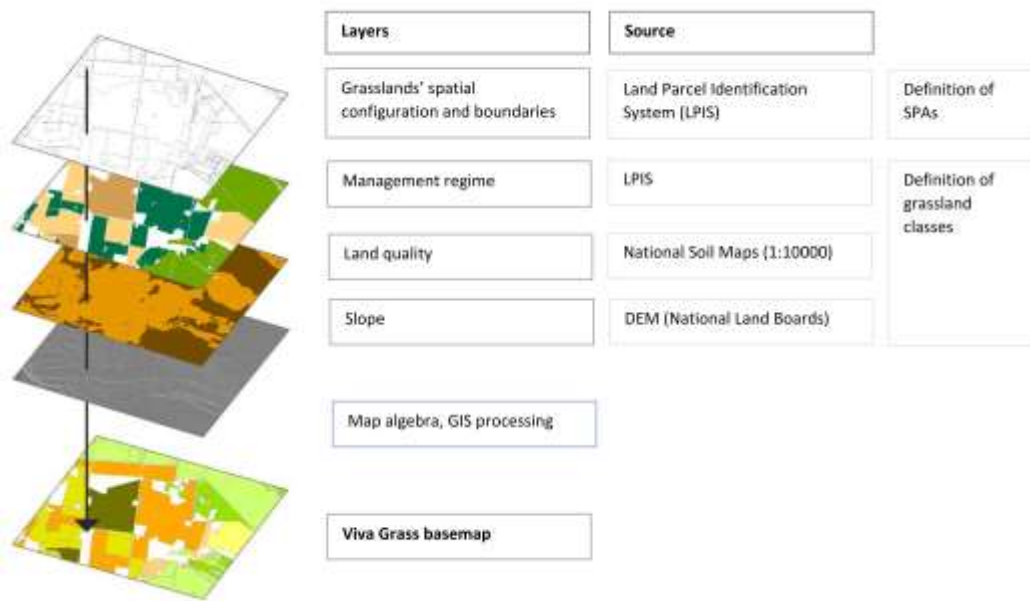 Layers
Source
Grasslands' spatial
configuration and boundaries
Land Parcel Identification
System (LPIS)
Definition of
SPAs
Management regime
LPIS
Definition of
grassland
classes
Land quality
National Soil Maps (1:10000)
Slope
DEM (National Land Boards)
Map algebra, GIS processing
Viva Grass basemap